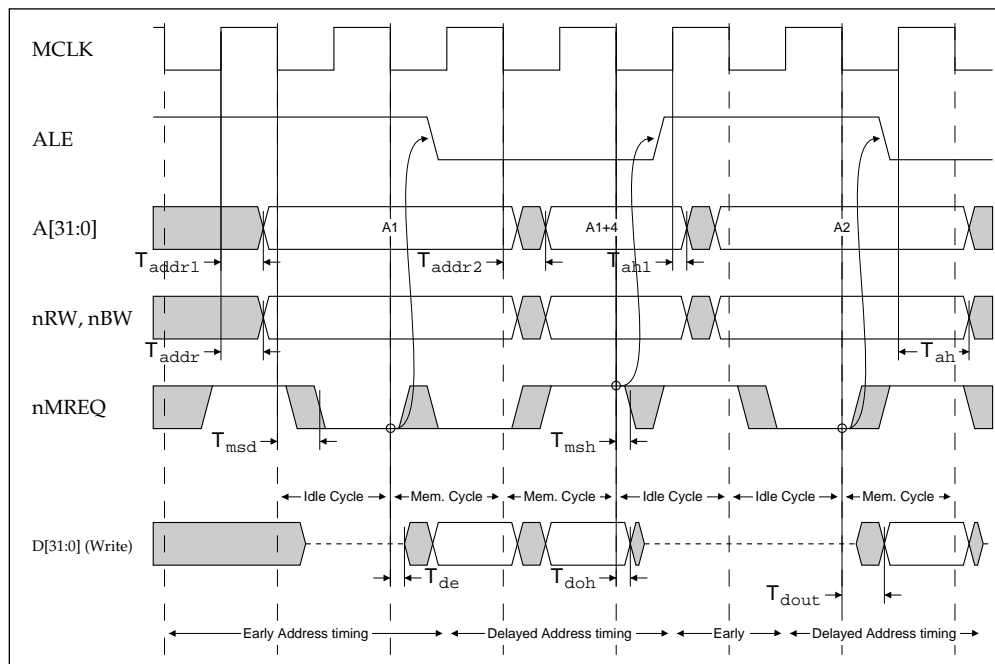 MCLK
ALE
A[31:0]
A1
A1+4
A2
Taddr1
Taddr2
Tah1
nRW, nBW
Taddr
Tah
nMREQ
Tmsd
Tmsh
Idle Cycle
Mem. Cycle
Mem. Cycle
Idle Cycle
Idle Cycle
Mem. Cycle
D[31:0] (Write)
Tde
Tdoh
Tdout
Early Address timing
Delayed Address timing
Early
Delayed Address timing